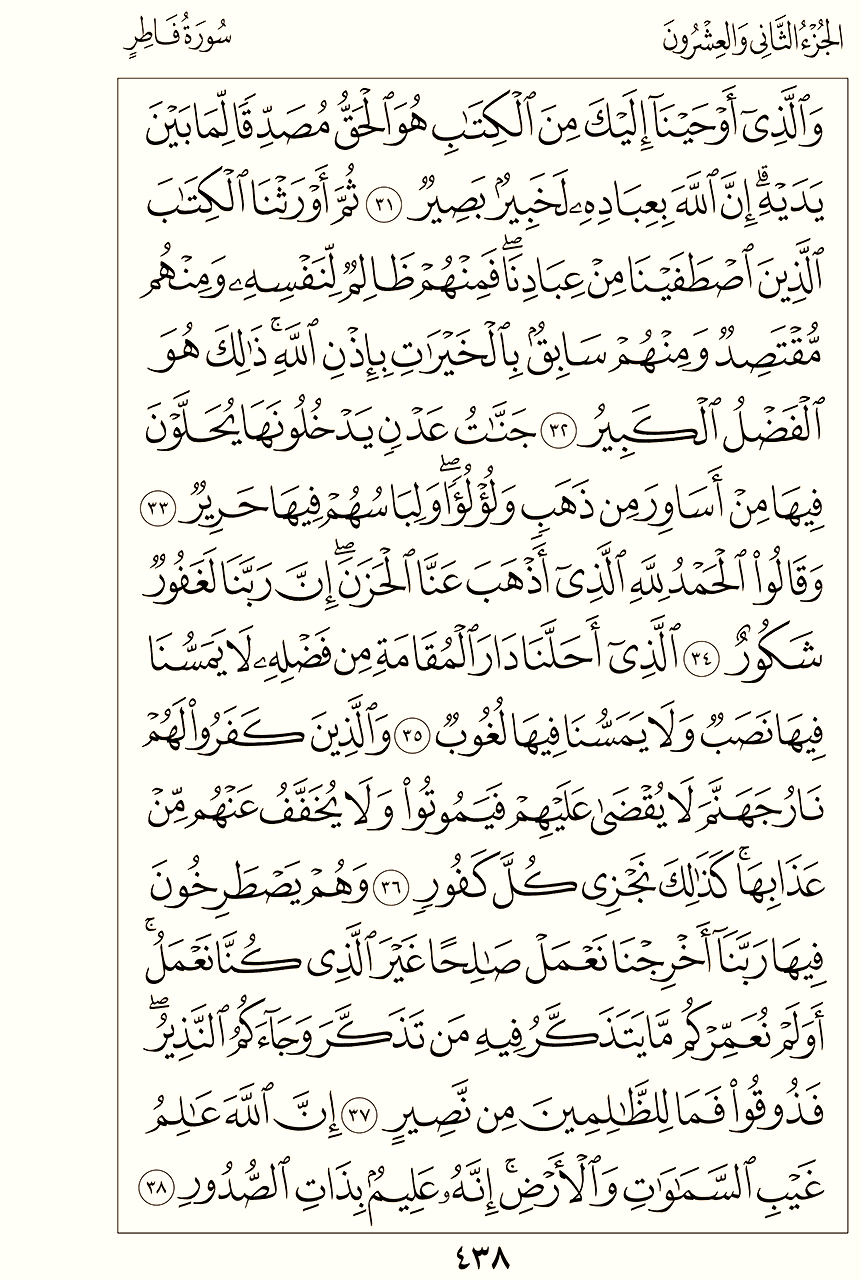 الجُزْءُ الثَّانِي وَالعِشْرُونَ
سُورَةُ فَاطِرٍ
وَٱلَّذِىٓ أَوْحَيْنَآ إِلَيْكَ مِنَ ٱلْكِتَٰبِ هُوَ ٱلْحَقُّ مُصَدِّقًا لِّمَا بَيْنَ
يَدَيْهِ ۗ إِنَّ ٱللَّهَ بِعِبَادِهِۦ لَخَبِيرٌۢ بَصِيرٌ ٣١ ثُمَّ أَوْرَثْنَا ٱلْكِتَٰبَ
ٱلَّذِينَ ٱصْطَفَيْنَا مِنْ عِبَادِنَا ۖ فَمِنْهُمْ ظَالِمٌ لِّنَفْسِهِۦ وَمِنْهُم
مُّقْتَصِدٌ وَمِنْهُمْ سَابِقٌۢ بِٱلْخَيْرَٰتِ بِإِذْنِ ٱللَّهِ ۚ ذَٰلِكَ هُوَ
ٱلْفَضْلُ ٱلْكَبِيرُ ٣٢ جَنَّٰتُ عَدْنٍ يَدْخُلُونَهَا يُحَلَّوْنَ
فِيهَا مِنْ أَسَاوِرَ مِن ذَهَبٍ وَلُؤْلُؤًا ۖ وَلِبَاسُهُمْ فِيهَا حَرِيرٌ ٣٣
وَقَالُوا۟ ٱلْحَمْدُ لِلَّهِ ٱلَّذِىٓ أَذْهَبَ عَنَّا ٱلْحَزَنَ ۖ إِنَّ رَبَّنَا لَغَفُورٌ
شَكُورٌ ٣٤ ٱلَّذِىٓ أَحَلَّنَا دَارَ ٱلْمُقَامَةِ مِن فَضْلِهِۦ لَا يَمَسُّنَا
فِيهَا نَصَبٌ وَلَا يَمَسُّنَا فِيهَا لُغُوبٌ ٣٥ وَٱلَّذِينَ كَفَرُوا۟ لَهُمْ
نَارُ جَهَنَّمَ لَا يُقْضَىٰ عَلَيْهِمْ فَيَمُوتُوا۟ وَلَا يُخَفَّفُ عَنْهُم مِّنْ
عَذَابِهَا ۚ كَذَٰلِكَ نَجْزِى كُلَّ كَفُورٍ ٣٦ وَهُمْ يَصْطَرِخُونَ
فِيهَا رَبَّنَآ أَخْرِجْنَا نَعْمَلْ صَٰلِحًا غَيْرَ ٱلَّذِى كُنَّا نَعْمَلُ ۚ
أَوَلَمْ نُعَمِّرْكُم مَّا يَتَذَكَّرُ فِيهِ مَن تَذَكَّرَ وَجَآءَكُمُ ٱلنَّذِيرُ ۖ
فَذُوقُوا۟ فَمَا لِلظَّٰلِمِينَ مِن نَّصِيرٍ ٣٧ إِنَّ ٱللَّهَ عَٰلِمُ
غَيْبِ ٱلسَّمَٰوَٰتِ وَٱلْأَرْضِ ۚ إِنَّهُۥ عَلِيمٌۢ بِذَاتِ ٱلصُّدُورِ ٣٨
٤٣٨